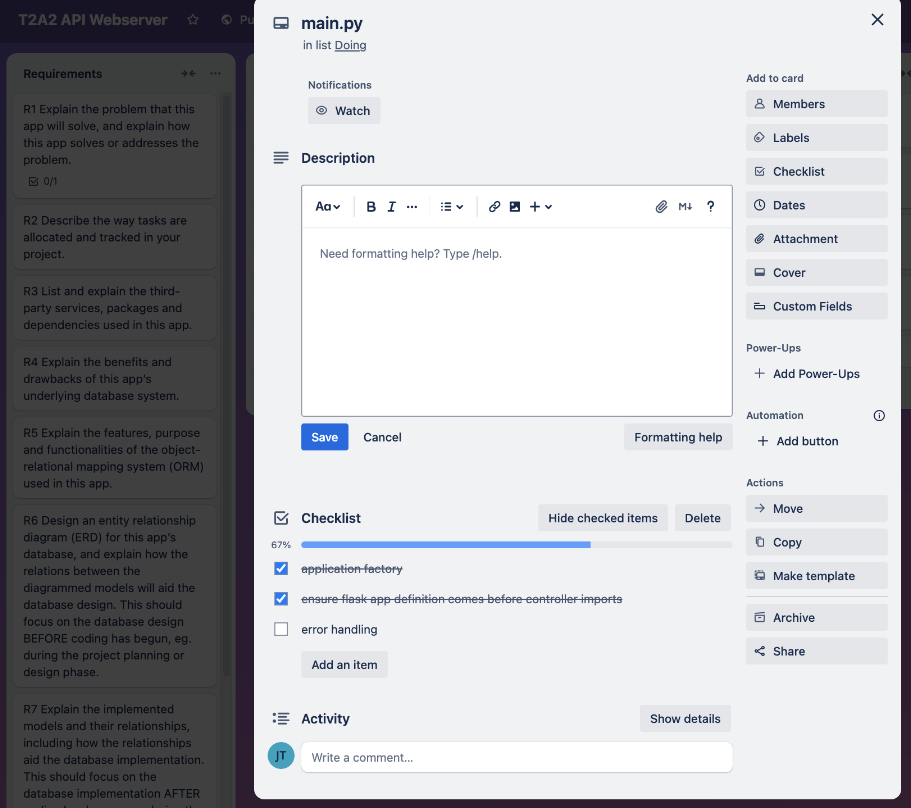 T2A2 API Webserver
Pu
Requirements
R1 Explain the problem that this
app will solve, and explain how
this app solves or addresses the
problem.
0/1
R2 Describe the way tasks are
allocated and tracked in your
project.
R3 List and explain the third-
party services, packages and
dependencies used in this app.
R4 Explain the benefits and
drawbacks of this app's
underlying database system.
R5 Explain the features, purpose
and functionalities of the object-
relational mapping system (ORM)
used in this app.
R6 Design an entity relationship
diagram (ERD) for this app's
database, and explain how the
relations between the
diagrammed models will aid the
database design. This should
focus on the database design
BEFORE coding has begun, eg.
during the project planning or
design phase.
R7 Explain the implemented
models and their relationships,
including how the relationships
aid the database implementation.
This should focus on the
database implementation AFTER
main.py
in list Doing
Notifications
Watch
Description
Aa B I ··· M↓ ?
Need formatting help? Type /help.
Save Cancel Formatting help
Checklist Hide checked items Delete
67%
application factory
ensure flask app definition comes before controller imports
error handling
Add an item
Activity Show details
JT Write a comment…
Add to card
Members
Labels
Checklist
Dates
Attachment
Cover
Custom Fields
Power-Ups
Add Power-Ups
Automation
Add button
Actions
Move
Copy
Make template
Archive
Share